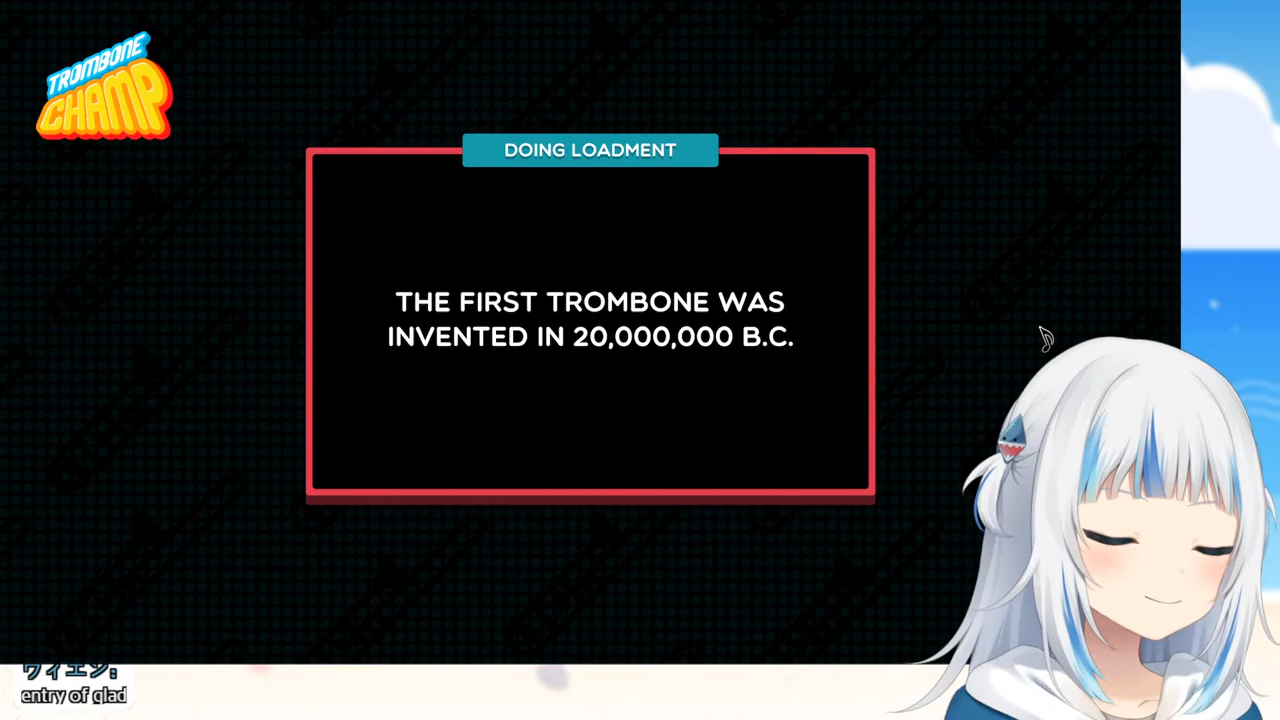 TROMBONE
CHAMP
DOING LOADMENT
THE FIRST TROMBONE WAS
INVENTED IN 20,000,000 B.C.
ウィエン:
entry of glad